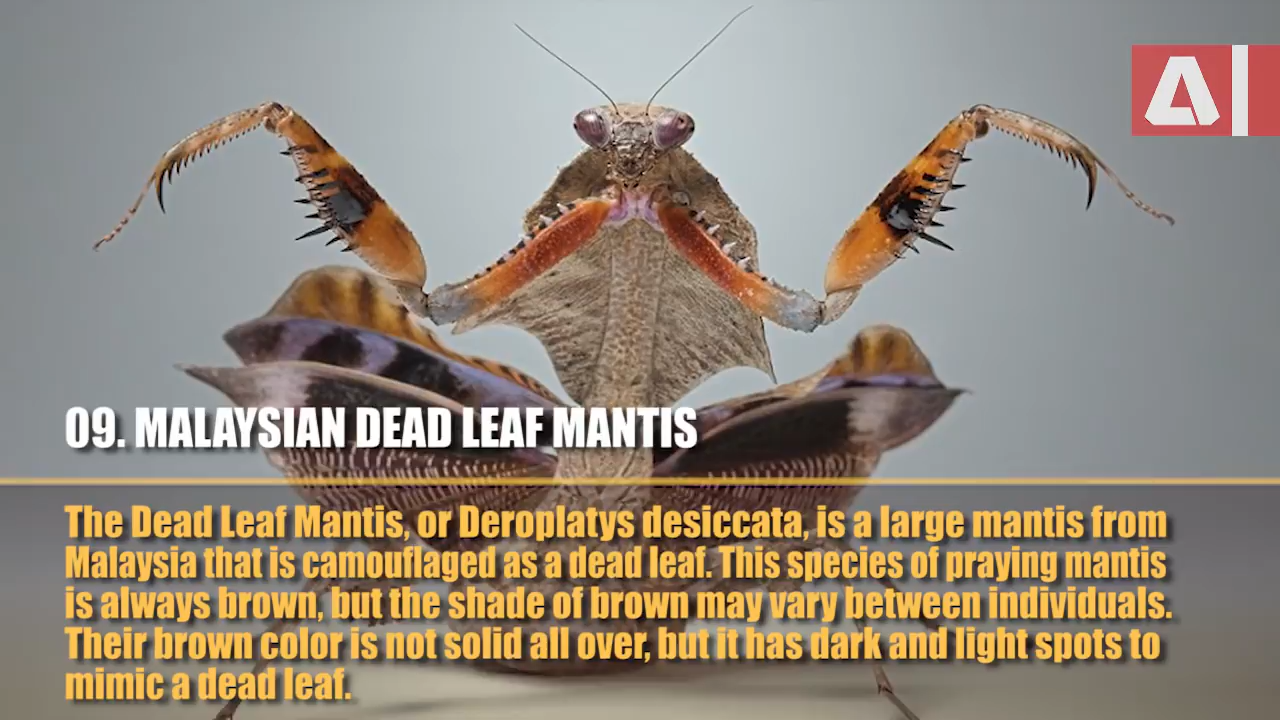 A
09. MALAYSIAN DEAD LEAF MANTIS
The Dead Leaf Mantis, or Deroplatys desiccata, is a large mantis from
Malaysia that is camouflaged as a dead leaf. This species of praying mantis
is always brown, but the shade of brown may vary between individuals.
Their brown color is not solid all over, but it has dark and light spots to
mimic a dead leaf.